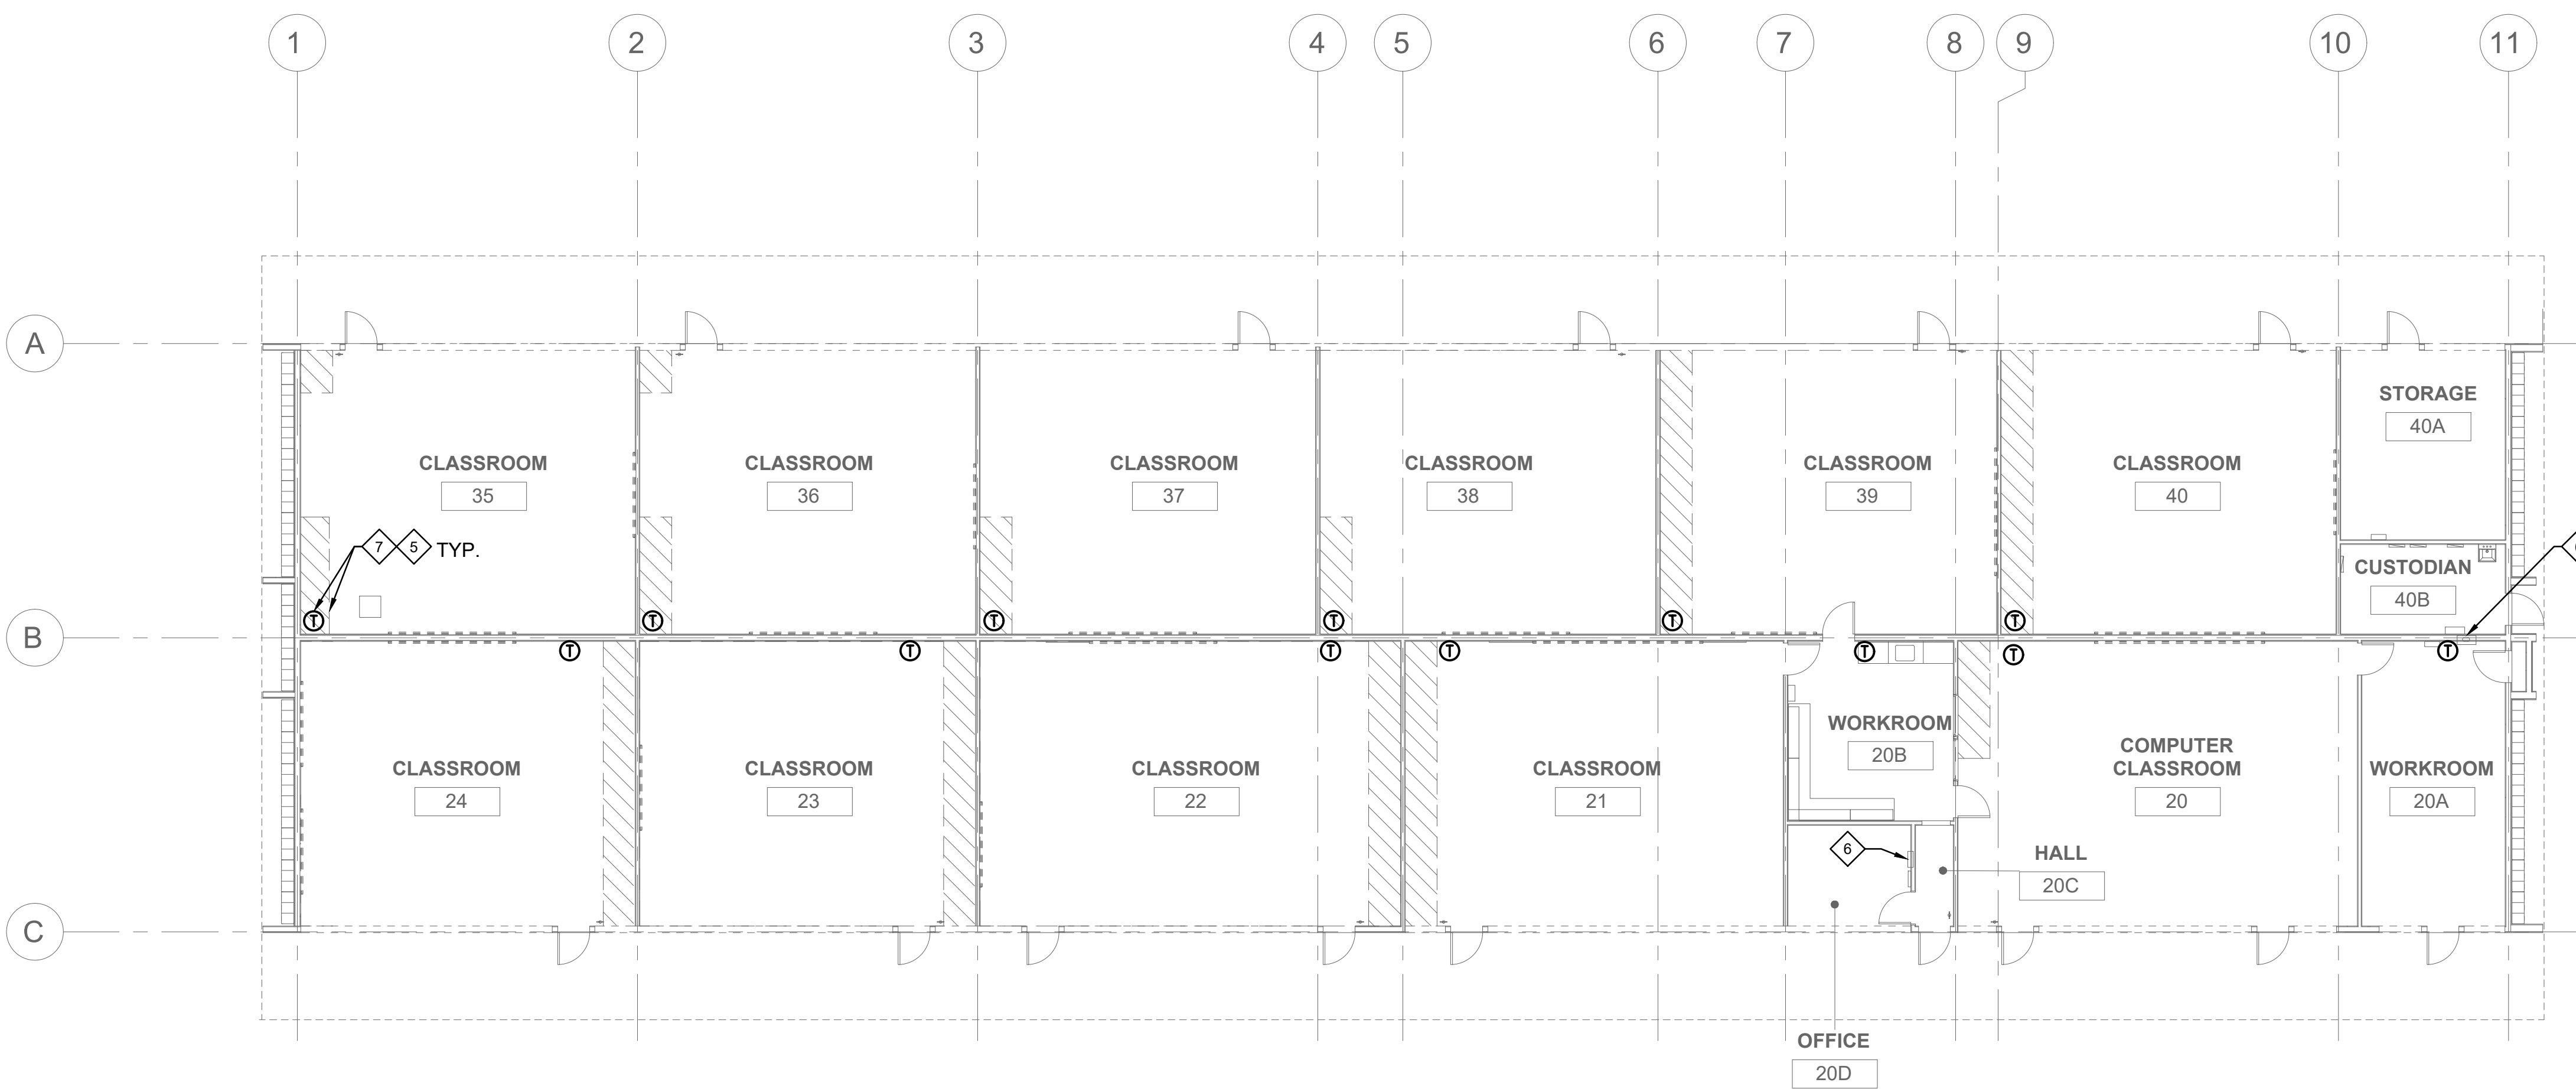 1 2 3 4 5 6 7 8 9 10 11
A
STORAGE
40A
CLASSROOM CLASSROOM CLASSROOM CLASSROOM CLASSROOM CLASSROOM
35 36 37 38 39 40
7 5 TYP.
CUSTODIAN
40B
T T T T T T
B
T T T T T T T
WORKROOM
20B
COMPUTER
CLASSROOM CLASSROOM CLASSROOM CLASSROOM CLASSROOM WORKROOM
24 23 22 21 20 20A
6
HALL
20C
C
OFFICE
20D